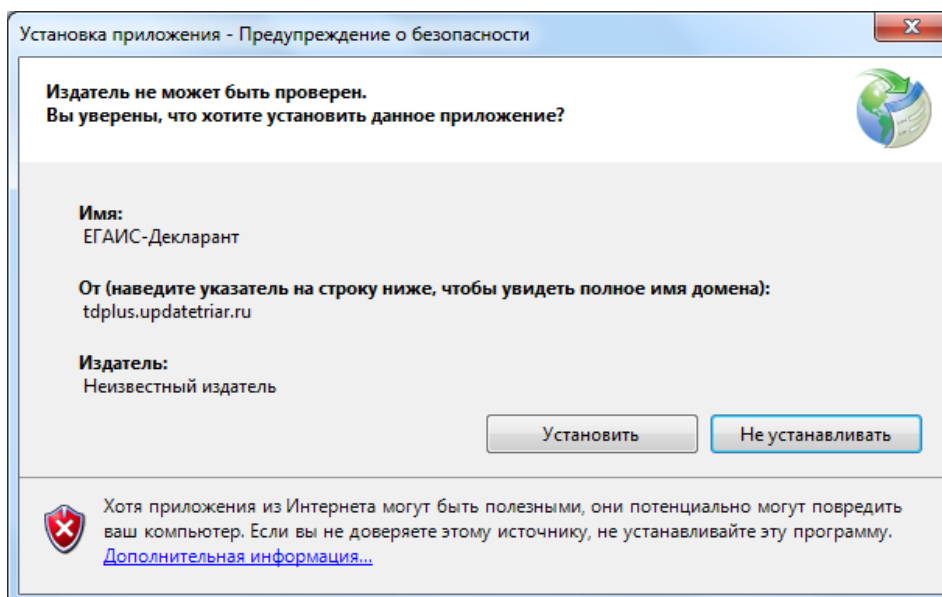 Установка приложения - Предупреждение о безопасности
Издатель не может быть проверен.
Вы уверены, что хотите установить данное приложение?
Имя:
ЕГАИС-Декларант
От (наведите указатель на строку ниже, чтобы увидеть полное имя домена):
tdplus.updatetriar.ru
Издатель:
Неизвестный издатель
Установить
Не устанавливать
Хотя приложения из Интернета могут быть полезными, они потенциально могут повредить
ваш компьютер. Если вы не доверяете этому источнику, не устанавливайте эту программу.
Дополнительная информация...